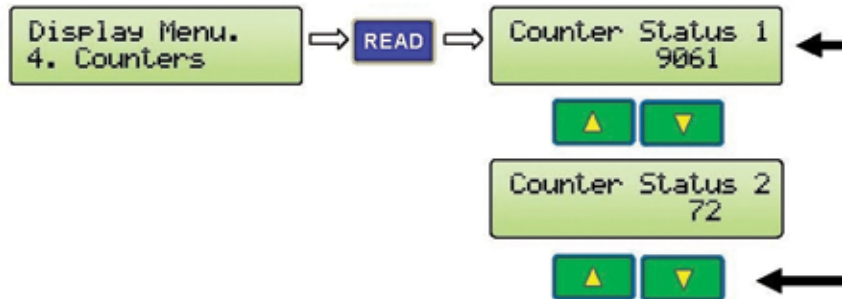 Display Menu.
4. Counters
READ
Counter Status 1
9061
Counter Status 2
72